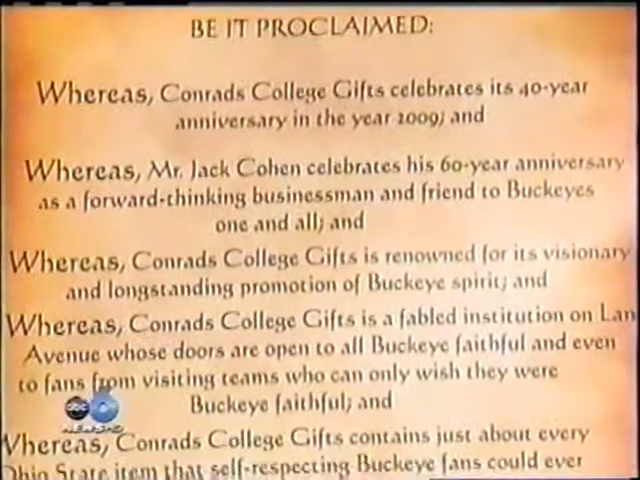 BE IT PROCLAIMED:
Whereas, Conrads College Gifts celebrates its 40-year
anniversary in the year 2009; and
Whereas, Mr. Jack Cohen celebrates his 60-year anniversary
as a forward-thinking businessman and friend to Buckeyes
one and all; and
Whereas, Conrads College Gifts is renowned for its visionary
and longstanding promotion of Buckeye spirit; and
Whereas, Conrads College Gifts is a fabled institution on Lan
Avenue whose doors are open to all Buckeye faithful and even
to fans from visiting teams who can only wish they were
Buckeye faithful; and
abc
Whereas, Conrads College Gifts contains just about every
Ohio State item that self-respecting Buckeye fans could ever